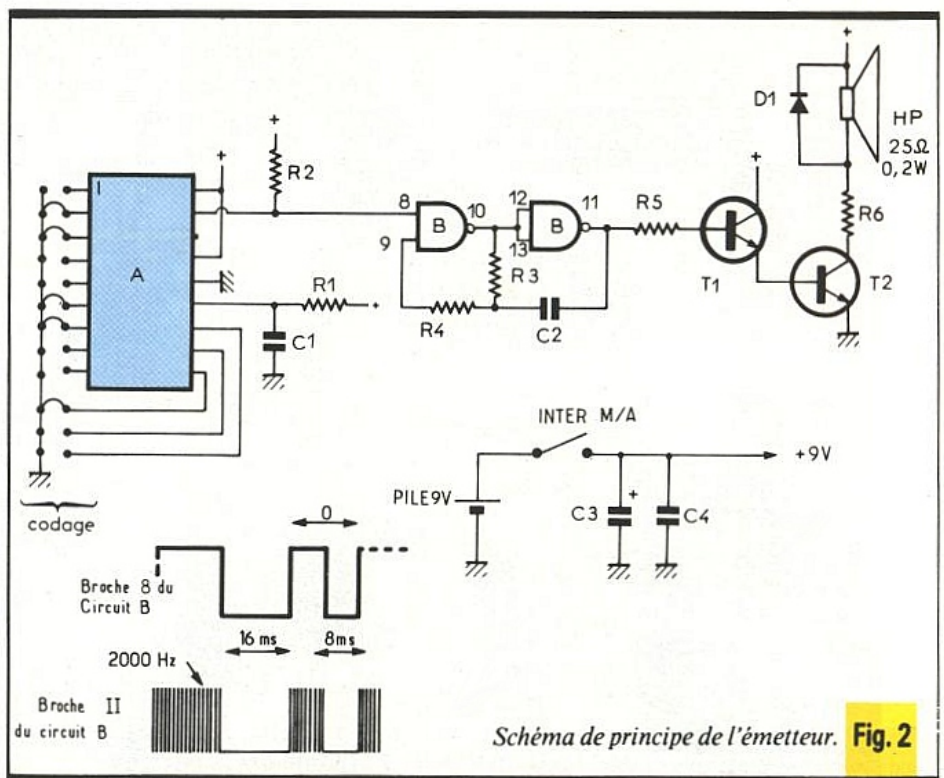 +
D1
HP
25Ω
0,2W
+
+
R2
I
A
8
9
B
10
12
13
B
11
R5
+
R6
T1
T2
R3
R4
C2
R1
+
C1
codage
INTER M/A
+9V
PILE 9V
C3
+
C4
0
Broche 8 du
Circuit B
16 ms
8ms
2000 Hz
Broche II
du circuit B
Schéma de principe de l'émetteur.
Fig. 2